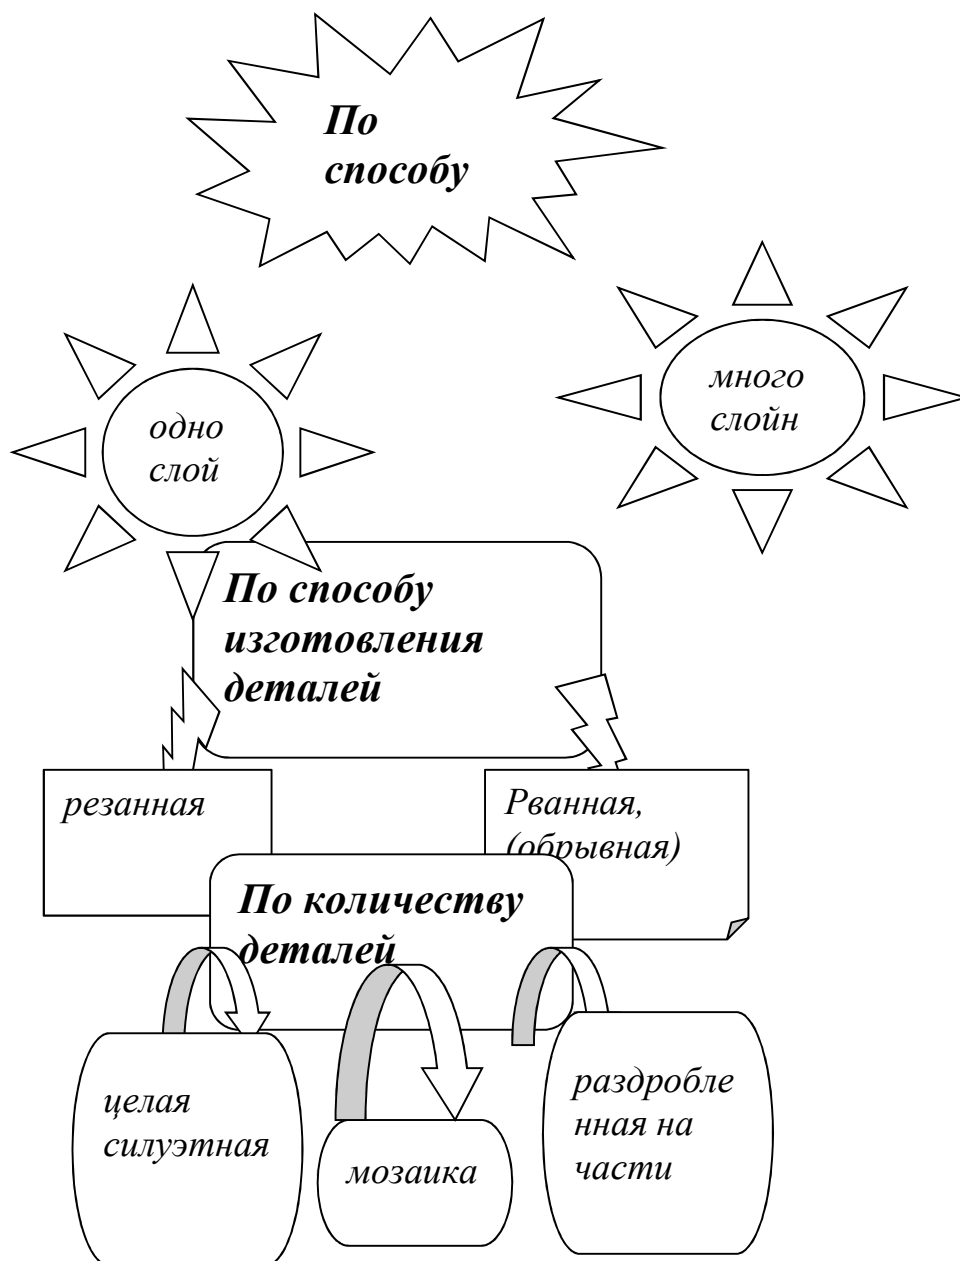 По
способу
много
слойн
одно
слой
По способу
изготовления
деталей
резанная
Рванная,
(обрывная)
По количеству
деталей
целая
силуэтная
мозаика
раздробле
нная на
части